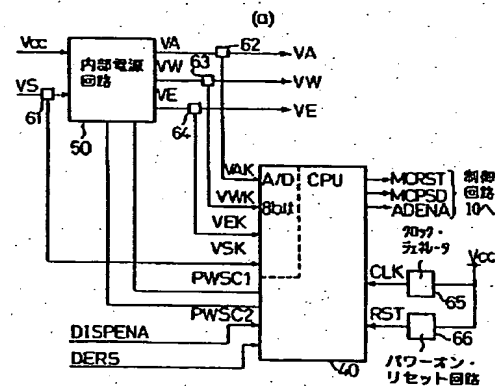 (a)
Vcc
VS
61
内部電源
回路
50
VA
VW
VE
62
63
64
VA
VW
VE
VAK
VWK
VEK
VSK
A/D
8bit
CPU
MCRST
MCPSD
ADENA
制御
回路
10へ
クロック・
ジェネレータ
Vcc
CLK
65
RST
66
PWSC1
PWSC2
DISPENA
DER5
40
パワーオン・
リセット回路